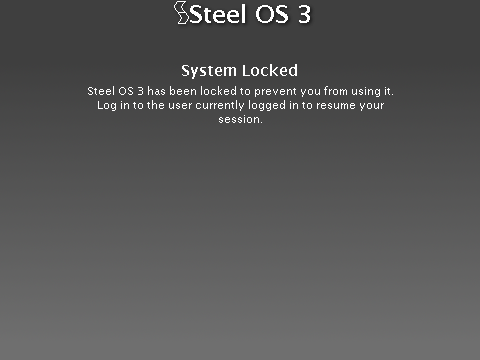 Steel OS 3
System Locked
Steel OS 3 has been locked to prevent you from using it.
Log in to the user currently logged in to resume your
session.